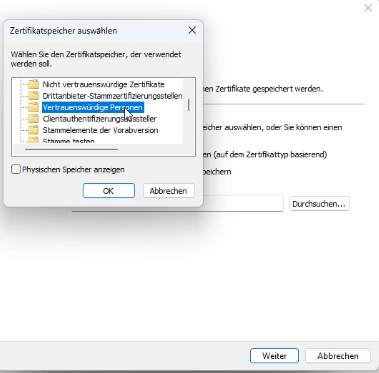 Zertifikatspeicher auswählen
Wählen Sie den Zertifikatspeicher, der verwendet
werden soll.
Nicht vertrauenswürdige Zertifikate
Drittanbieter-Stammzertifizierungsstellen
Vertrauenswürdige Personen
Clientauthentifizierungsaussteller
Stammelemente der Vorabversion
Stämme testen
Physischen Speicher anzeigen
OK
Abbrechen
en Zertifikate gespeichert werden.
eicher auswählen, oder Sie können einen
en (auf dem Zertifikattyp basierend)
peichern
Durchsuchen...
Weiter
Abbrechen